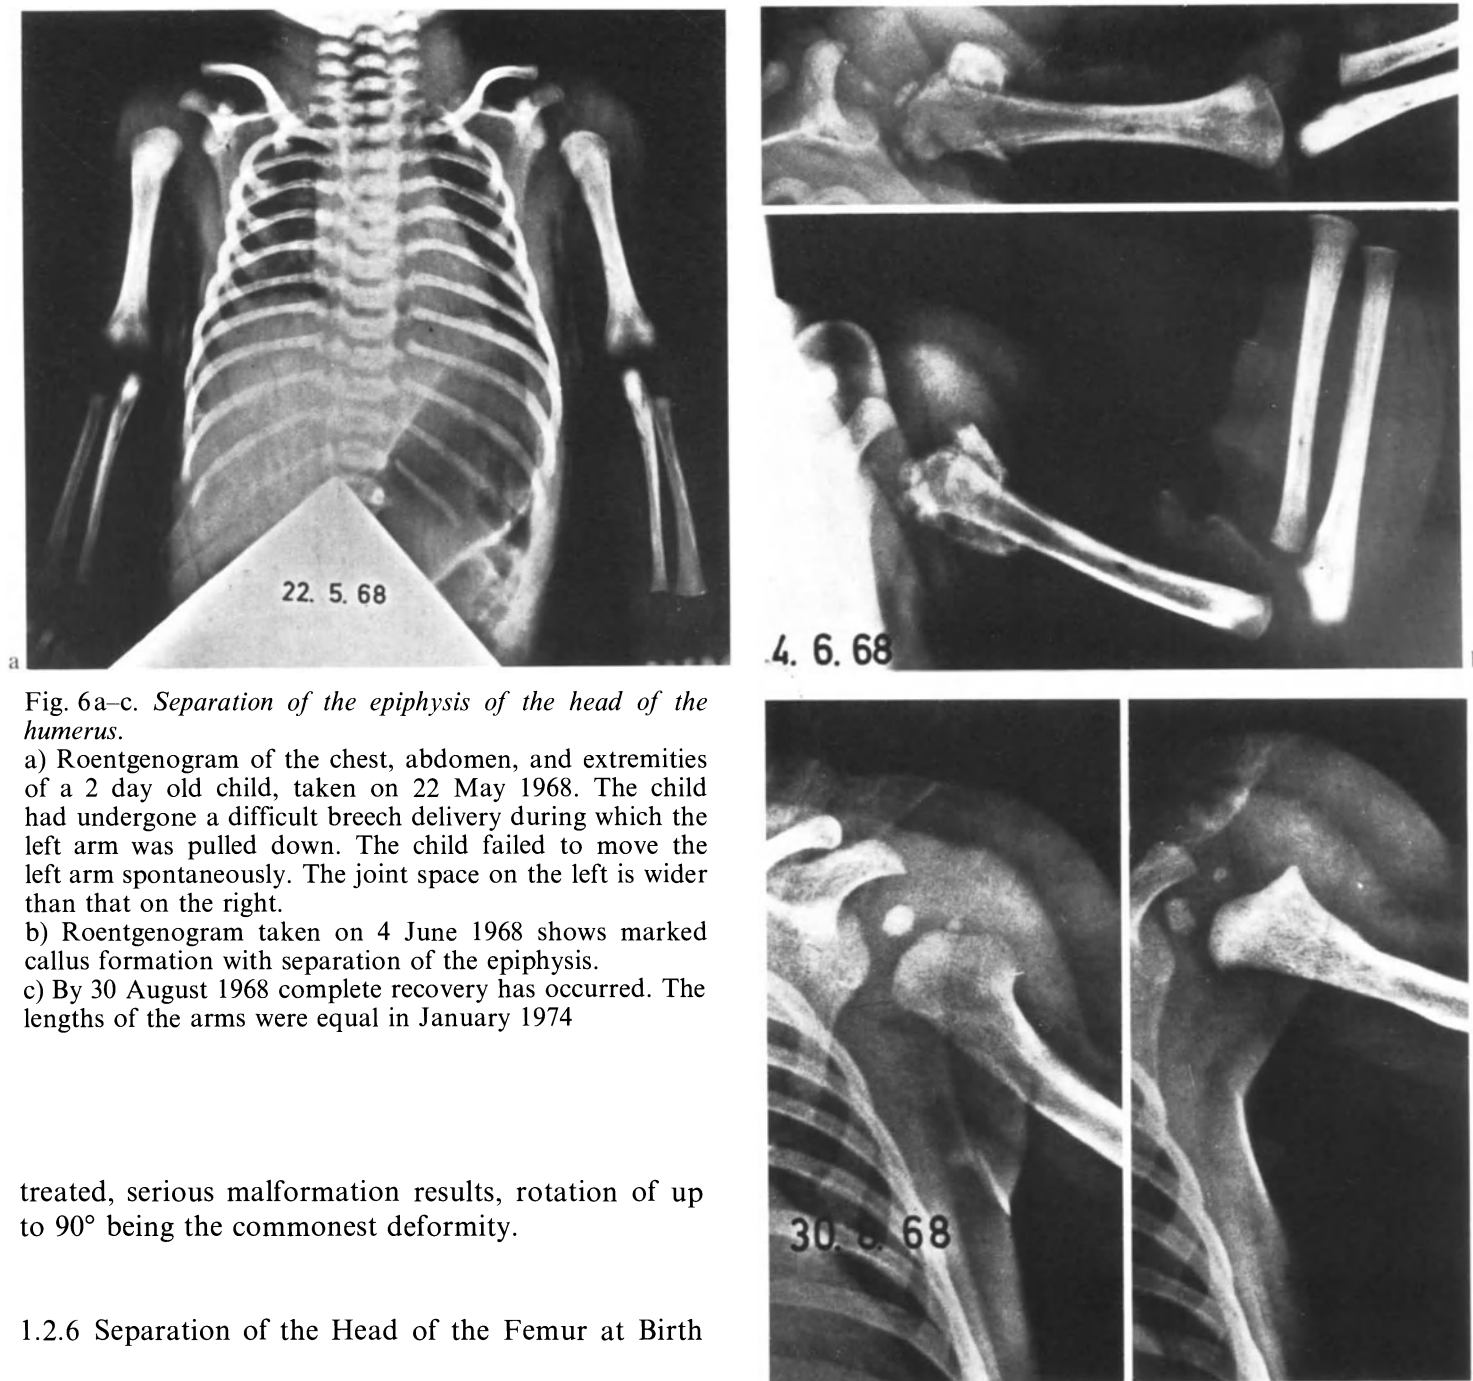 22. 5. 68
a
4. 6. 68
Fig. 6a–c. Separation of the epiphysis of the head of the
humerus.
a) Roentgenogram of the chest, abdomen, and extremities
of a 2 day old child, taken on 22 May 1968. The child
had undergone a difficult breech delivery during which the
left arm was pulled down. The child failed to move the
left arm spontaneously. The joint space on the left is wider
than that on the right.
b) Roentgenogram taken on 4 June 1968 shows marked
callus formation with separation of the epiphysis.
c) By 30 August 1968 complete recovery has occurred. The
lengths of the arms were equal in January 1974
30. 8. 68
treated, serious malformation results, rotation of up
to 90° being the commonest deformity.
1.2.6 Separation of the Head of the Femur at Birth